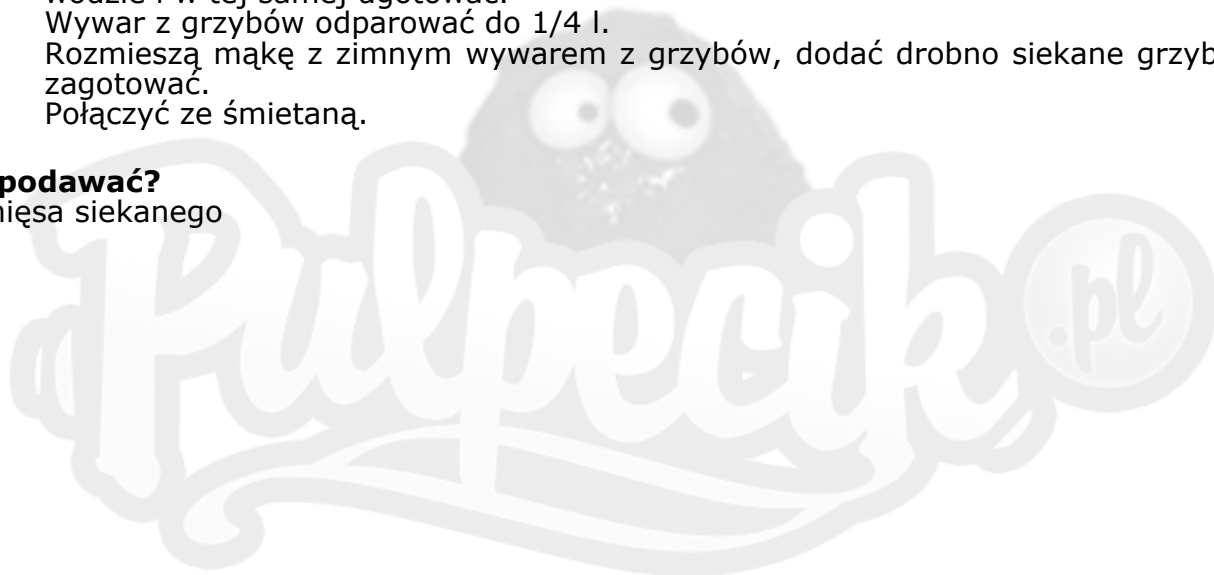 wodzie i w tej samej ugotować.
Wywar z grzybów odparować do 1/4 l.
Rozmieszą mąkę z zimnym wywarem z grzybów, dodać drobno siekane grzyb
zagotować.
Połączyć ze śmietaną.
podawać?
mięsa siekanego
Pulpecik.pl